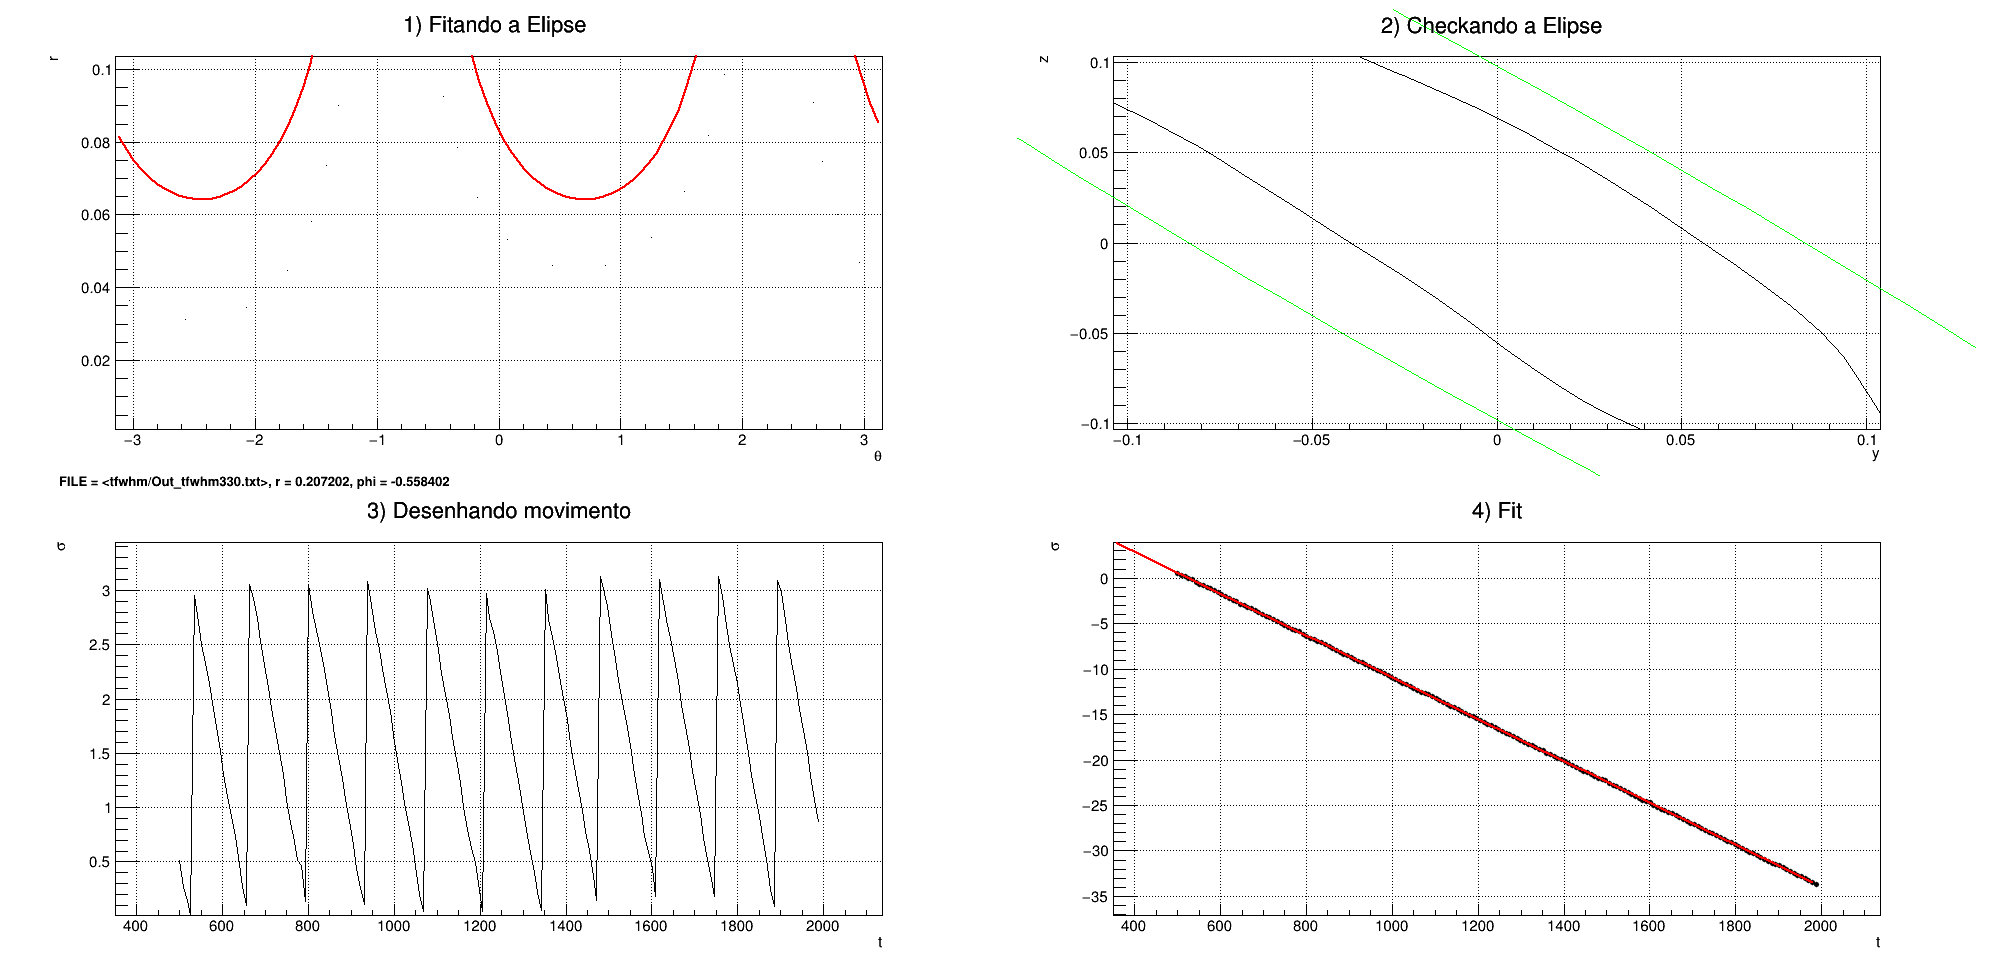 1) Fitando a Elipse
r
0.1
0.08
0.06
0.04
0.02
−3 −2 −1 0 1 2 3
θ
2) Checkando a Elipse
z
0.1
0.05
0
−0.05
−0.1
−0.1 −0.05 0 0.05 0.1
y
FILE = <tfwhm/Out_tfwhm330.txt>, r = 0.207202, phi = -0.558402
3) Desenhando movimento
σ
3
2.5
2
1.5
1
0.5
400 600 800 1000 1200 1400 1600 1800 2000
t
4) Fit
σ
0
−5
−10
−15
−20
−25
−30
−35
400 600 800 1000 1200 1400 1600 1800 2000
t